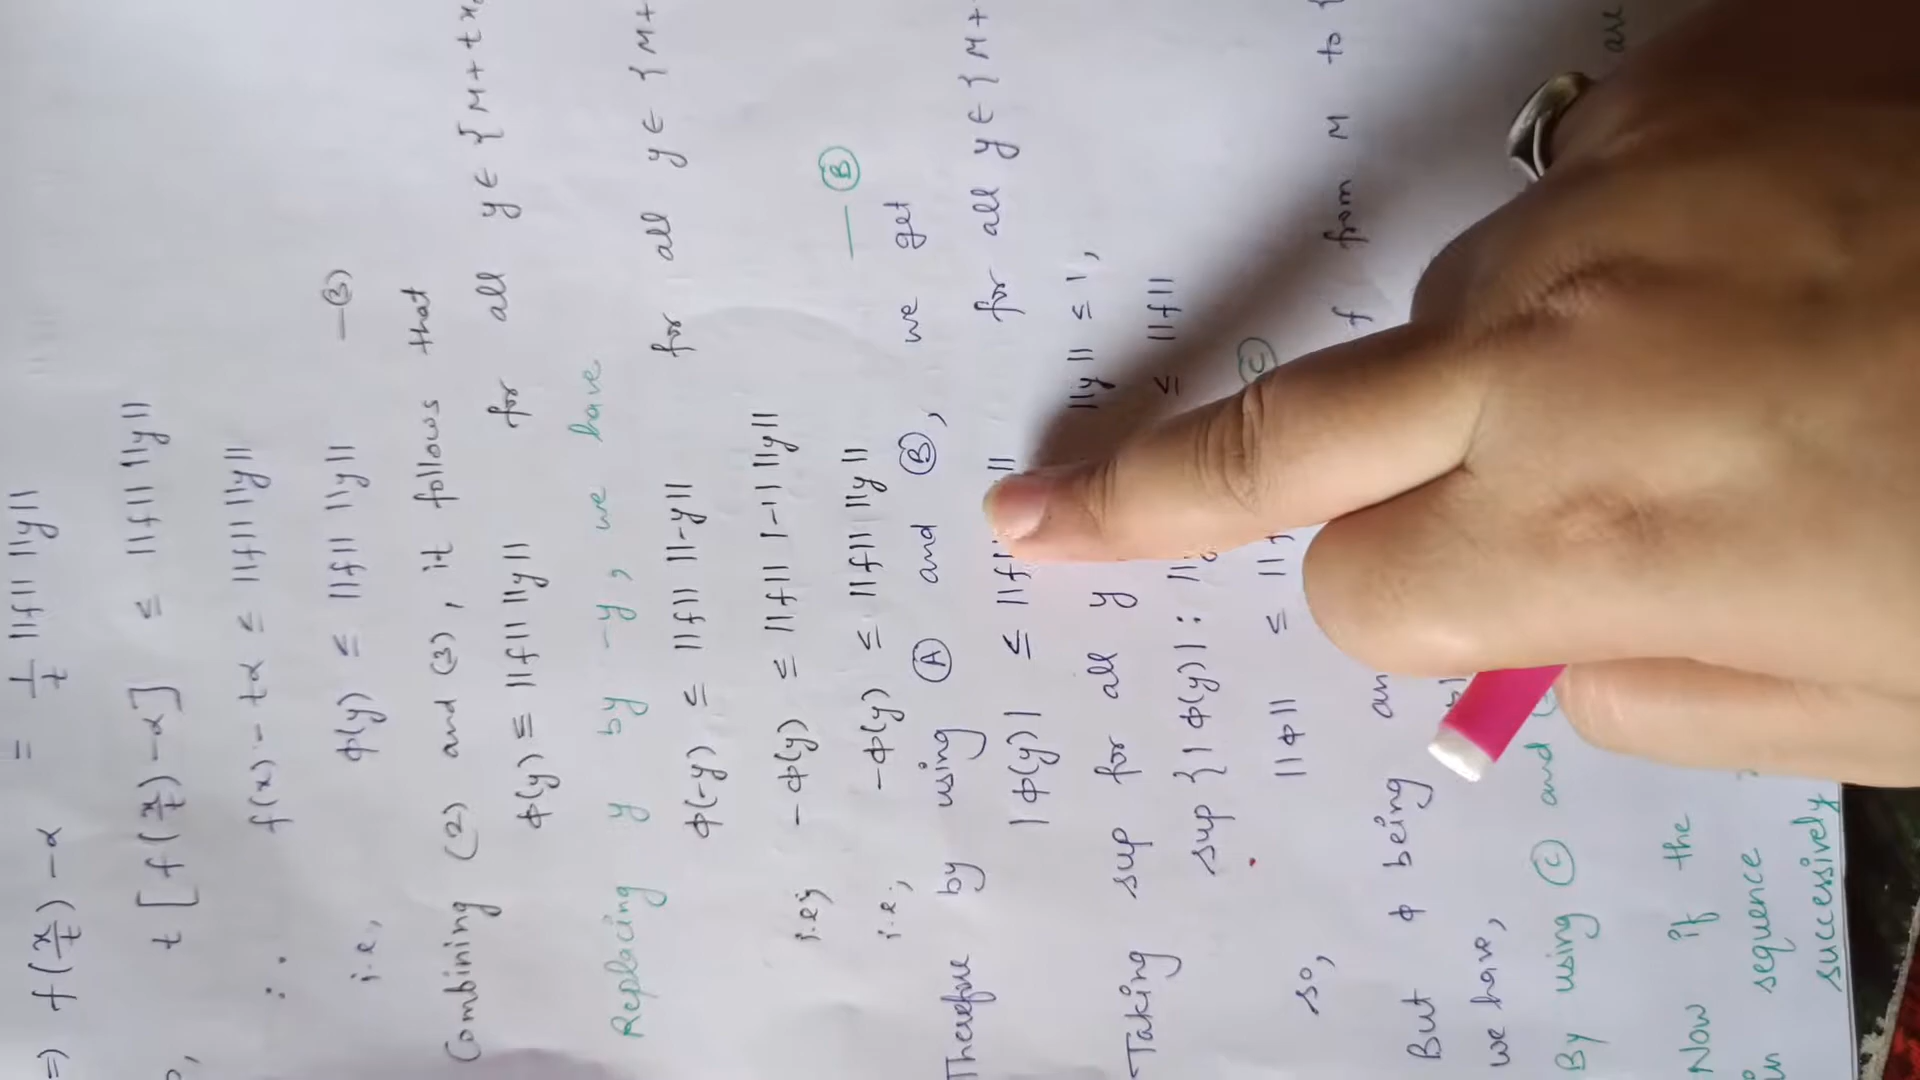 => f(x/t) - α = 1/t ||f|| ||y||
t [f(x/t) - α] ≤ ||f|| ||y||
∴ f(x) - tα ≤ ||f|| ||y||
i.e, φ(y) ≤ ||f|| ||y|| —(3)
Combining (2) and (3), it follows that
φ(y) ≤ ||f|| ||y|| for all y ∈ {M + t x
Replacing y by -y, we have
φ(-y) ≤ ||f|| ||-y|| for all y ∈ {M +
i.e; -φ(y) ≤ ||f|| |-1| ||y||
i.e; -φ(y) ≤ ||f|| ||y|| — (B)
Therefore by using (A) and (B), we get
|φ(y)| ≤ ||f for all y ∈ {M +
Taking sup for all y ||y|| ≤ 1,
sup {|φ(y)| : ≤ ||f||
so, ||φ|| ≤ (C)
But φ being f from M to
we have, are
By using (C) and
Now if the
in sequence
successively